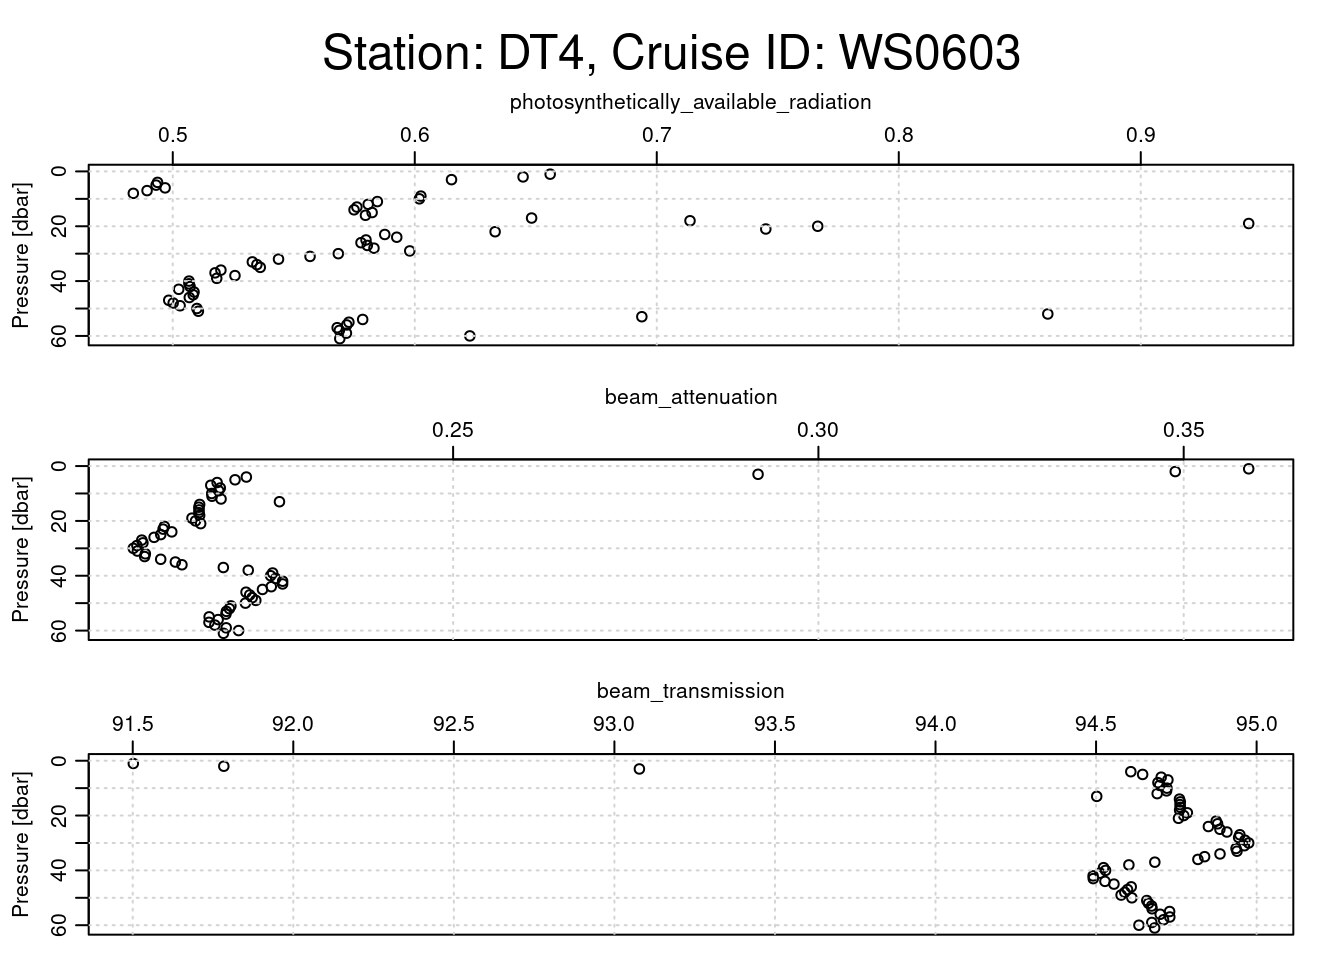 Station: DT4, Cruise ID: WS0603
photosynthetically_available_radiation
0.5 0.6 0.7 0.8 0.9
Pressure [dbar]
0
20
40
60
beam_attenuation
0.25 0.30 0.35
Pressure [dbar]
0
20
40
60
beam_transmission
91.5 92.0 92.5 93.0 93.5 94.0 94.5 95.0
Pressure [dbar]
0
20
40
60